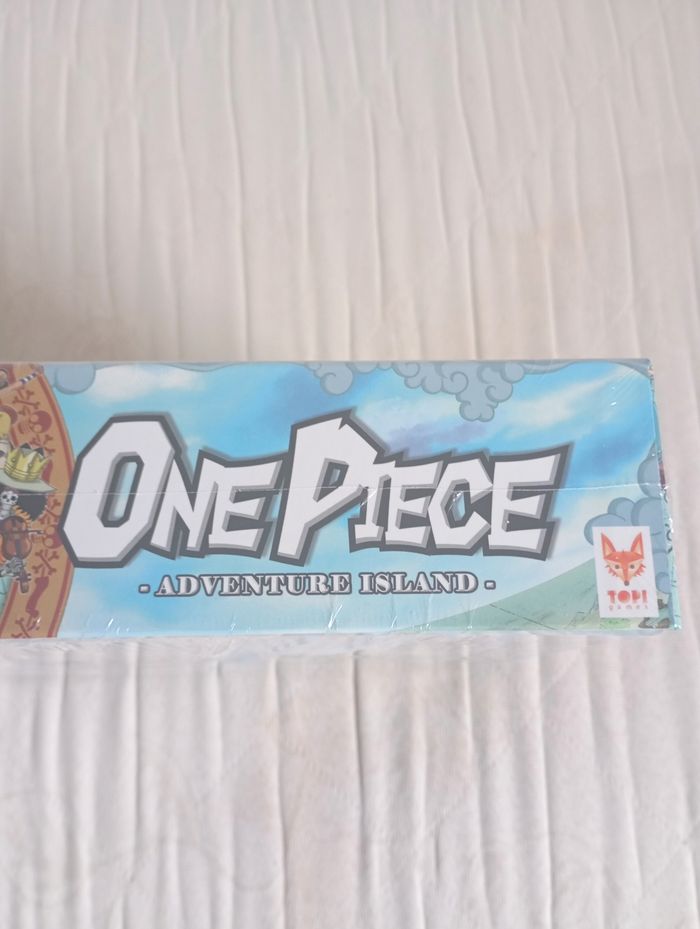 ONE PIECE
- ADVENTURE ISLAND -
TOPI
games